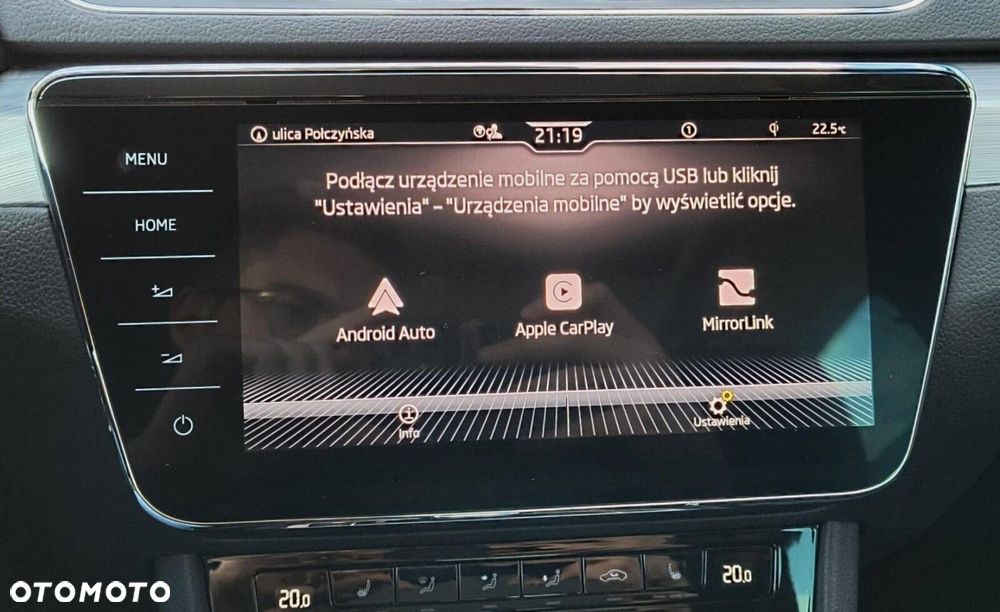 ulica Połczyńska
21:19
1
22.5°C
MENU
HOME
Podłącz urządzenie mobilne za pomocą USB lub kliknij
"Ustawienia" - "Urządzenia mobilne" by wyświetlić opcje.
Android Auto
Apple CarPlay
MirrorLink
Info
Ustawienia
20.0
20.0
OTOMOTO